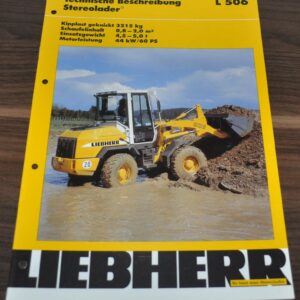 Technische Beschreibung
L 506
Stereolader
Kipplast geknickt 3215 kg
Schaufelinhalt 0,8–2,0 m³
Einsatzgewicht 4,5–5,0 t
Motorleistung 44 kW/60 PS
LIEBHERR
20
LIEBHERR